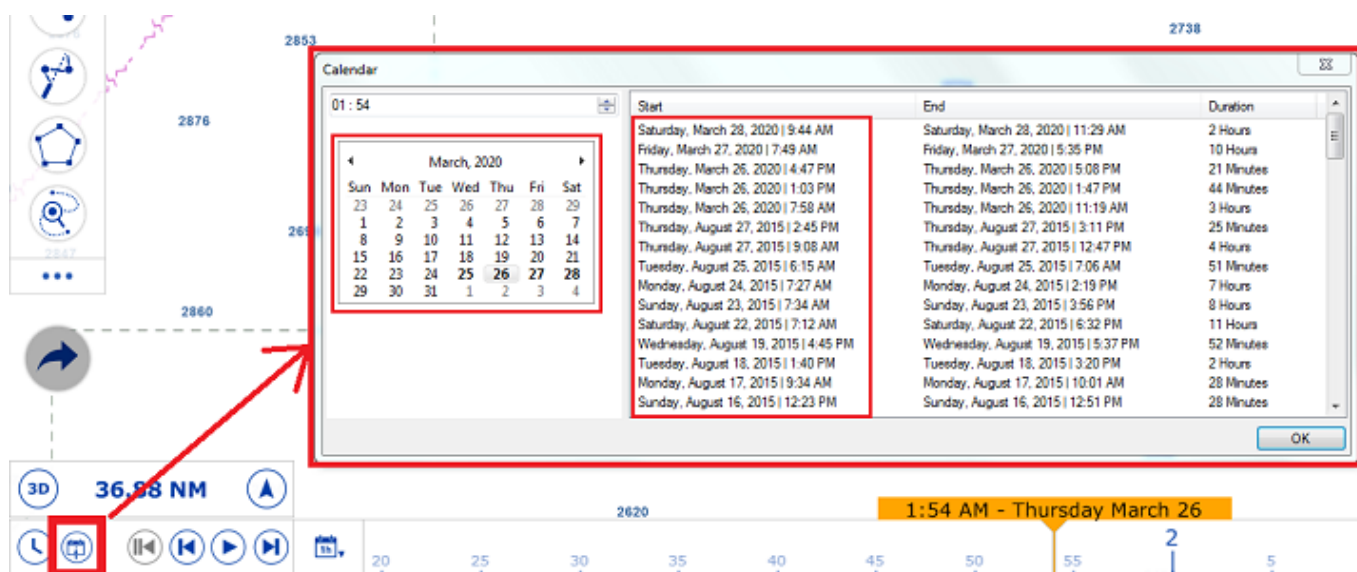 2738
2853
2876
2876
269
2847
2860
Calendar
01 : 54
March, 2020
Sun Mon Tue Wed Thu Fri Sat
23 24 25 26 27 28 29
1 2 3 4 5 6 7
8 9 10 11 12 13 14
15 16 17 18 19 20 21
22 23 24 25 26 27 28
29 30 31 1 2 3 4
Start End Duration
Saturday, March 28, 2020 | 9:44 AM Saturday, March 28, 2020 | 11:29 AM 2 Hours
Friday, March 27, 2020 | 7:49 AM Friday, March 27, 2020 | 5:35 PM 10 Hours
Thursday, March 26, 2020 | 4:47 PM Thursday, March 26, 2020 | 5:08 PM 21 Minutes
Thursday, March 26, 2020 | 1:03 PM Thursday, March 26, 2020 | 1:47 PM 44 Minutes
Thursday, March 26, 2020 | 7:58 AM Thursday, March 26, 2020 | 11:19 AM 3 Hours
Thursday, August 27, 2015 | 2:45 PM Thursday, August 27, 2015 | 3:11 PM 25 Minutes
Thursday, August 27, 2015 | 9:08 AM Thursday, August 27, 2015 | 12:47 PM 4 Hours
Tuesday, August 25, 2015 | 6:15 AM Tuesday, August 25, 2015 | 7:06 AM 51 Minutes
Monday, August 24, 2015 | 7:27 AM Monday, August 24, 2015 | 2:19 PM 7 Hours
Sunday, August 23, 2015 | 7:34 AM Sunday, August 23, 2015 | 3:56 PM 8 Hours
Saturday, August 22, 2015 | 7:12 AM Saturday, August 22, 2015 | 6:32 PM 11 Hours
Wednesday, August 19, 2015 | 4:45 PM Wednesday, August 19, 2015 | 5:37 PM 52 Minutes
Tuesday, August 18, 2015 | 1:40 PM Tuesday, August 18, 2015 | 3:20 PM 2 Hours
Monday, August 17, 2015 | 9:34 AM Monday, August 17, 2015 | 10:01 AM 28 Minutes
Sunday, August 16, 2015 | 12:23 PM Sunday, August 16, 2015 | 12:51 PM 28 Minutes
OK
3D 36.88 NM
2620
1:54 AM - Thursday March 26
1h
20 25 30 35 40 45 50 55 2 5